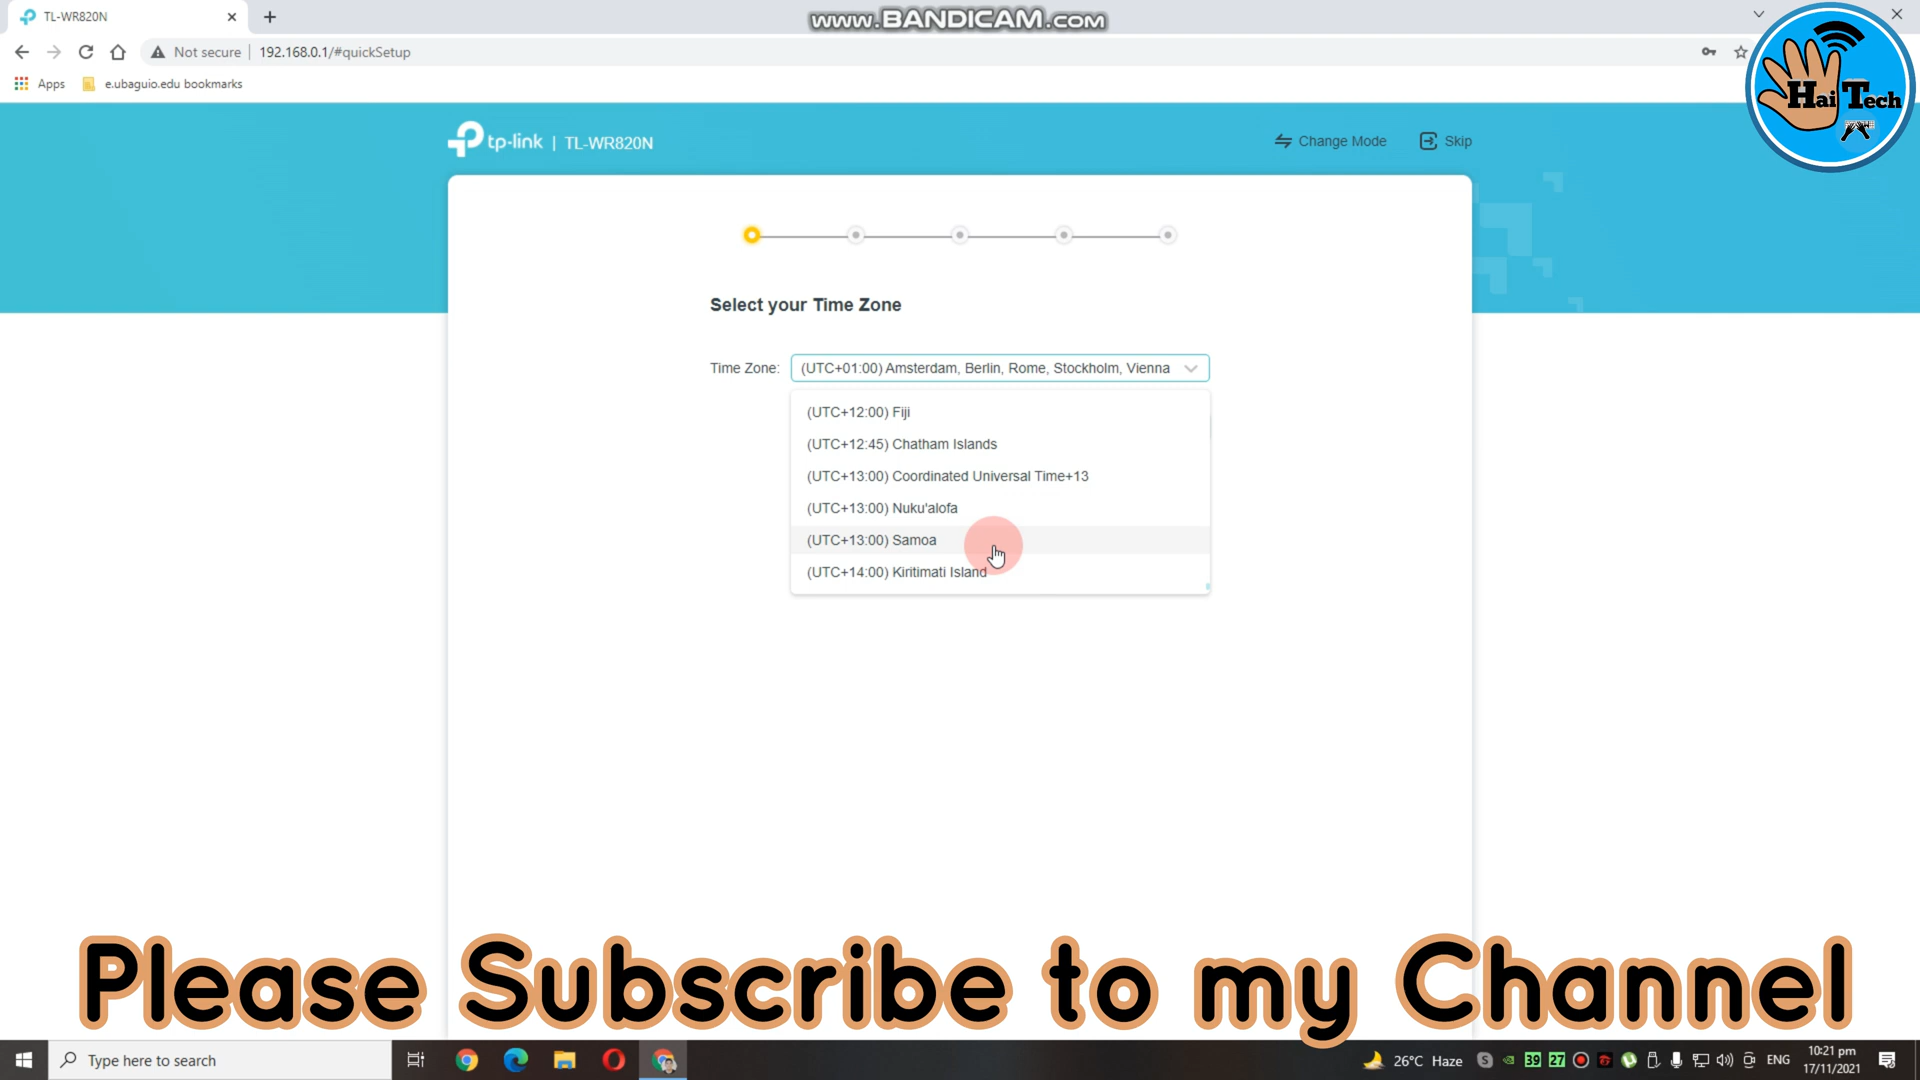 TL-WR820N
www.BANDICAM.com
Not secure
192.168.0.1/#quickSetup
Apps
e.ubaguio.edu bookmarks
Hai Tech
tp-link | TL-WR820N
Change Mode
Skip
Select your Time Zone
Time Zone:
(UTC+01:00) Amsterdam, Berlin, Rome, Stockholm, Vienna
(UTC+12:00) Fiji
(UTC+12:45) Chatham Islands
(UTC+13:00) Coordinated Universal Time+13
(UTC+13:00) Nuku'alofa
(UTC+13:00) Samoa
(UTC+14:00) Kiritimati Island
Please Subscribe to my Channel
Type here to search
26°C Haze
39
27
ENG
10:21 pm
17/11/2021